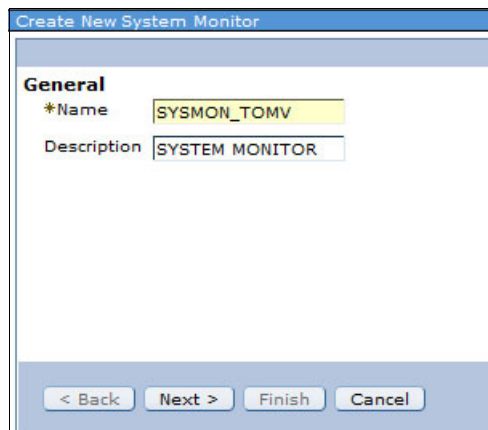 Create New System Monitor
General
*Name SYSMON_TOMV
Description SYSTEM MONITOR
< Back Next > Finish Cancel